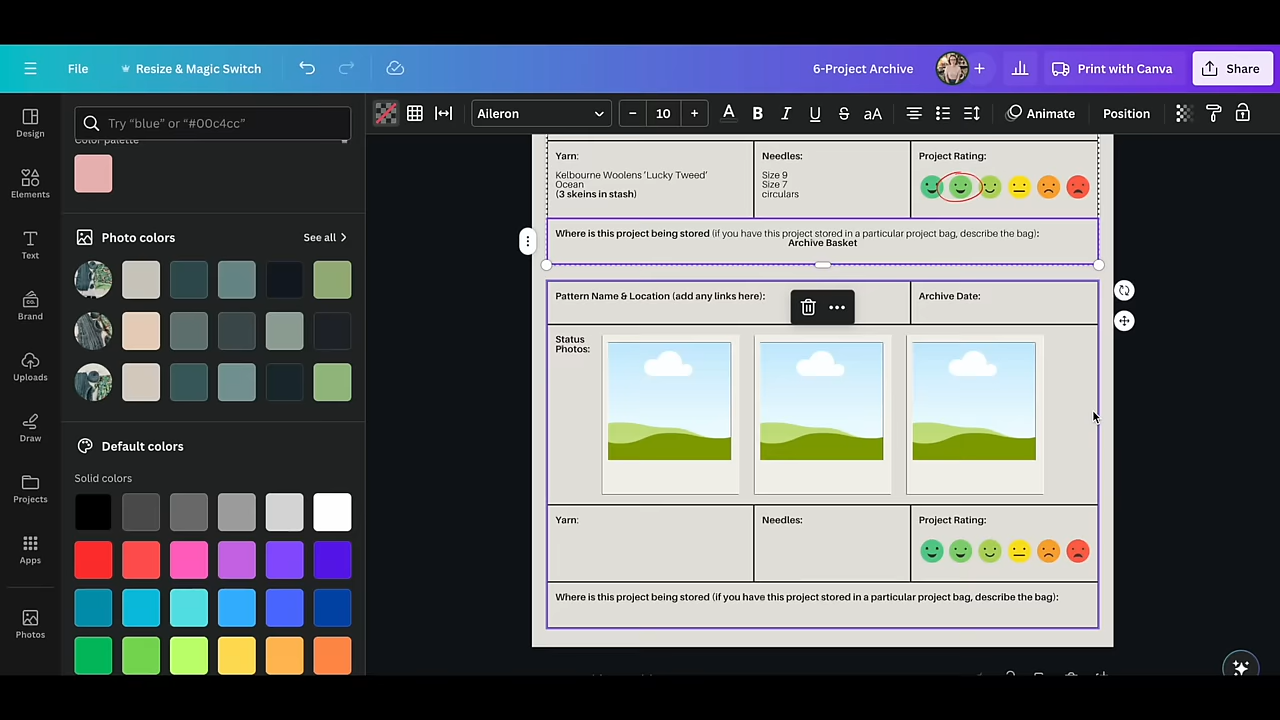 File
Resize & Magic Switch
6-Project Archive
Print with Canva
Share
Design
Elements
Text
Brand
Uploads
Draw
Projects
Apps
Photos
Try “blue” or “#00c4cc”
Color palette
Photo colors
See all
Default colors
Solid colors
Aileron
10
Animate
Position
Yarn:
Kelbourne Woolens 'Lucky Tweed'
Ocean
(3 skeins in stash)
Needles:
Size 9
Size 7
circulars
Project Rating:
Where is this project being stored (if you have this project stored in a particular project bag, describe the bag):
Archive Basket
Pattern Name & Location (add any links here):
Archive Date:
Status
Photos:
Yarn:
Needles:
Project Rating:
Where is this project being stored (if you have this project stored in a particular project bag, describe the bag):